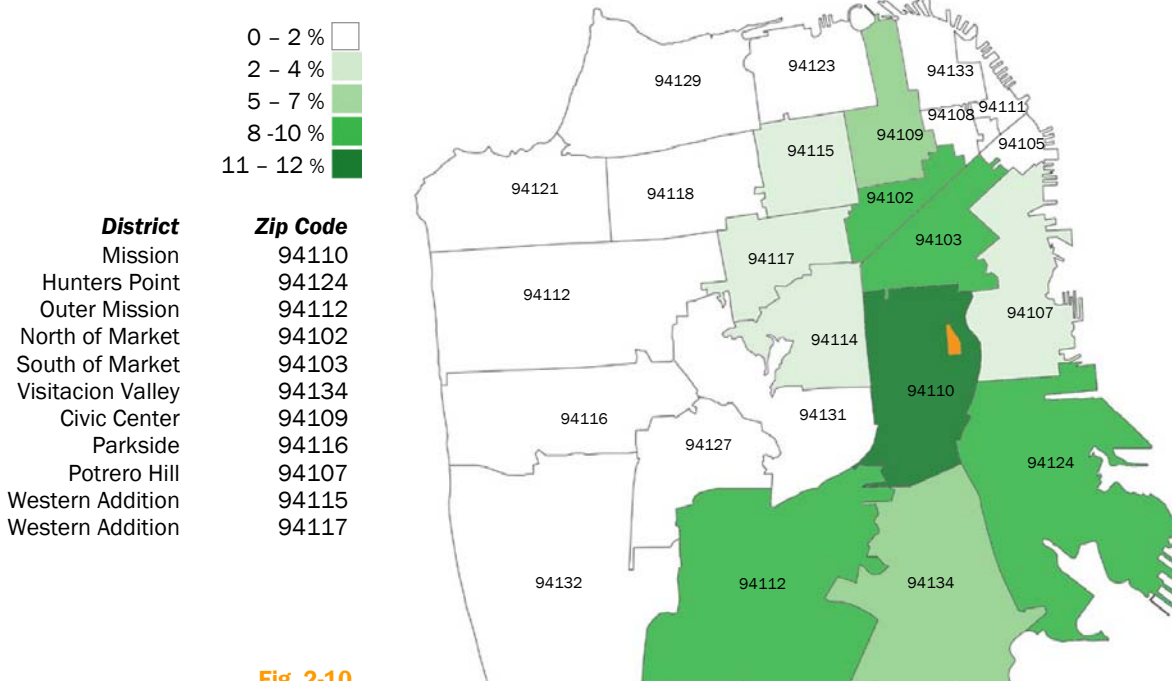 0 – 2 %
2 – 4 %
5 – 7 %
8 -10 %
11 – 12 %
District Zip Code
Mission 94110
Hunters Point 94124
Outer Mission 94112
North of Market 94102
South of Market 94103
Visitacion Valley 94134
Civic Center 94109
Parkside 94116
Potrero Hill 94107
Western Addition 94115
Western Addition 94117
Fig. 2-10
94129
94123
94133
94111
94108
94105
94109
94115
94121
94118
94102
94103
94117
94112
94107
94114
94110
94131
94116
94127
94124
94132
94112
94134